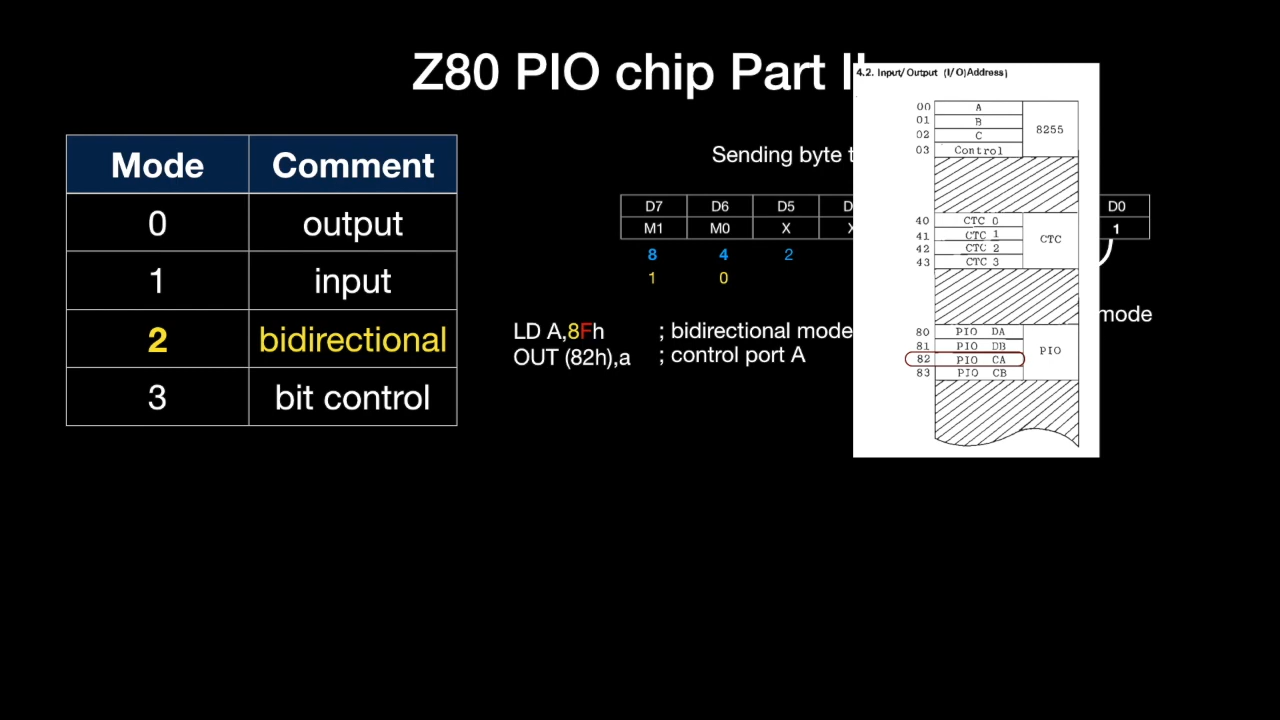 Z80 PIO chip Part II
Mode Comment
0 output
1 input
2 bidirectional
3 bit control
Sending byte t
D7 D6 D5 D D0
M1 M0 X X 1
8 4 2
1 0
mode
LD A,8Fh ; bidirectional mode
OUT (82h),a ; control port A
4.2. Input/Output (I/O)Address)
00 A
01 B
02 C
03 Control
8255
40 CTC 0
41 CTC 1
42 CTC 2
43 CTC 3
CTC
80 PIO DA
81 PIO DB
82 PIO CA
83 PIO CB
PIO